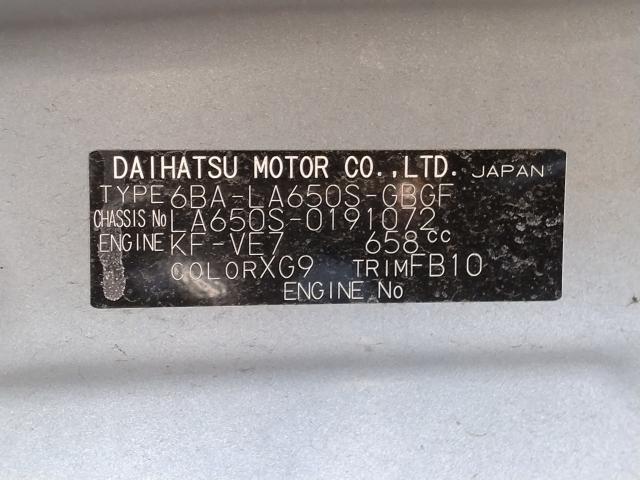 DAIHATSU MOTOR CO.,LTD. JAPAN
TYPE 6BA-LA650S-GBGF
CHASSIS No LA650S-0191072
ENGINE KF-VE7 658cc
COLOR XG9 TRIM FB10
ENGINE No